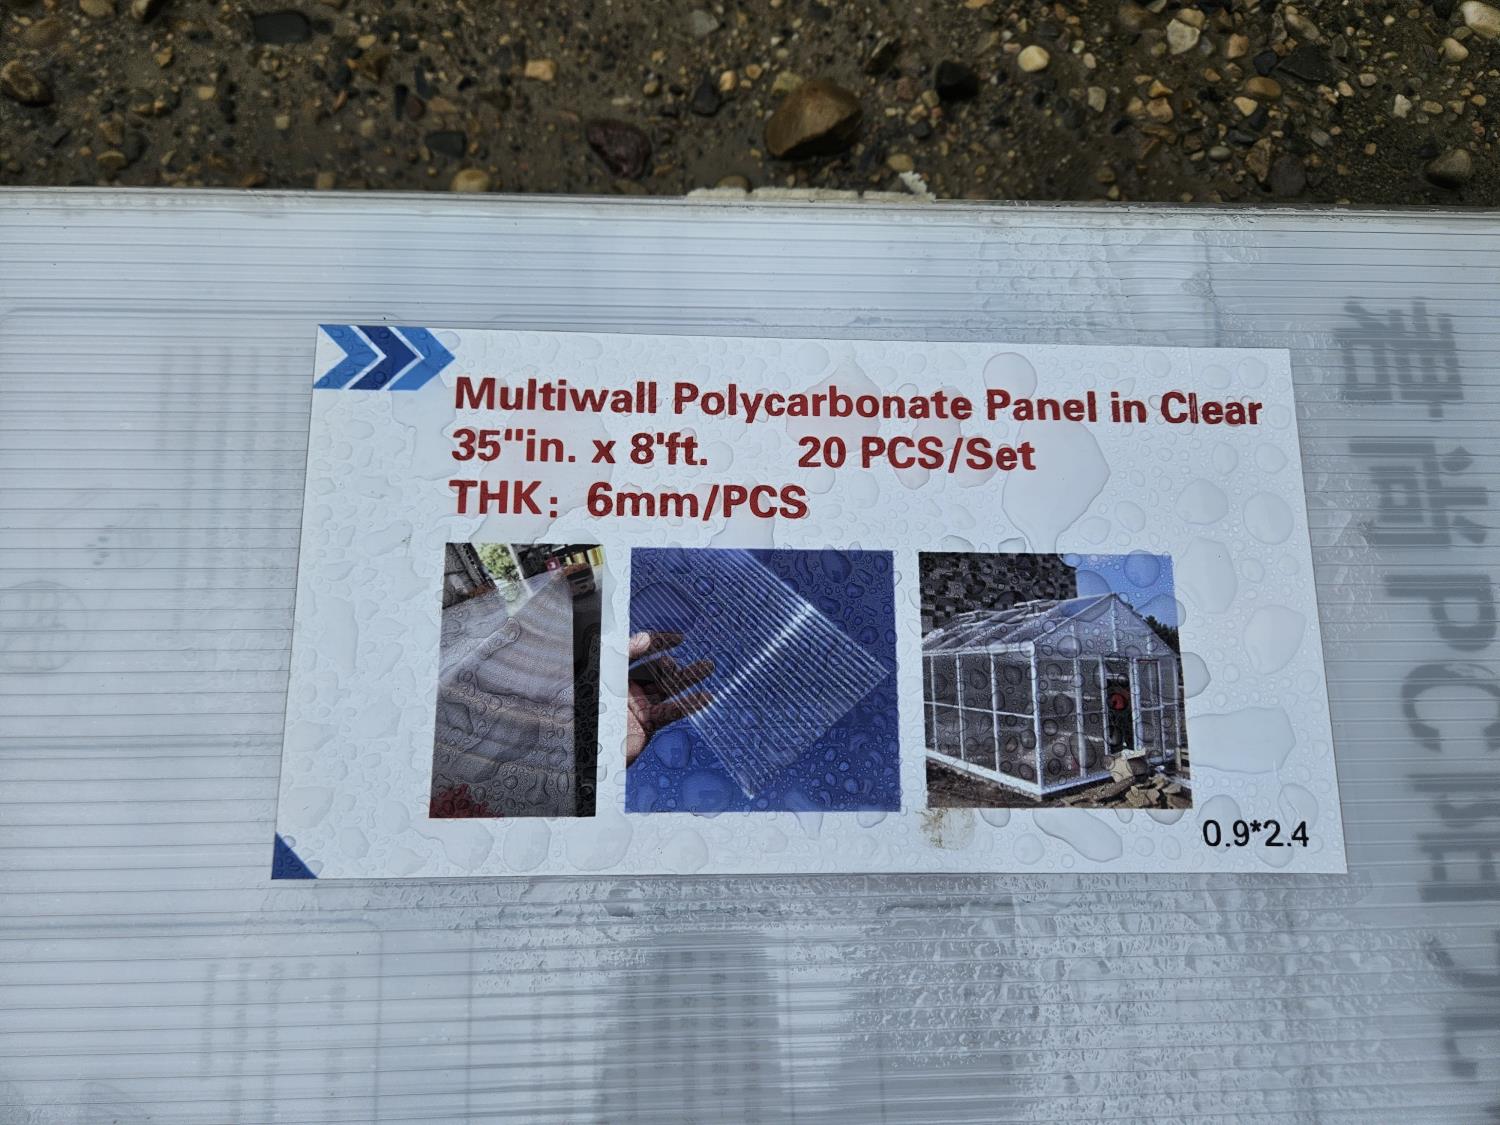 Multiwall Polycarbonate Panel in Clear
35"in. x 8'ft. 20 PCS/Set
THK: 6mm/PCS
0.9*2.4